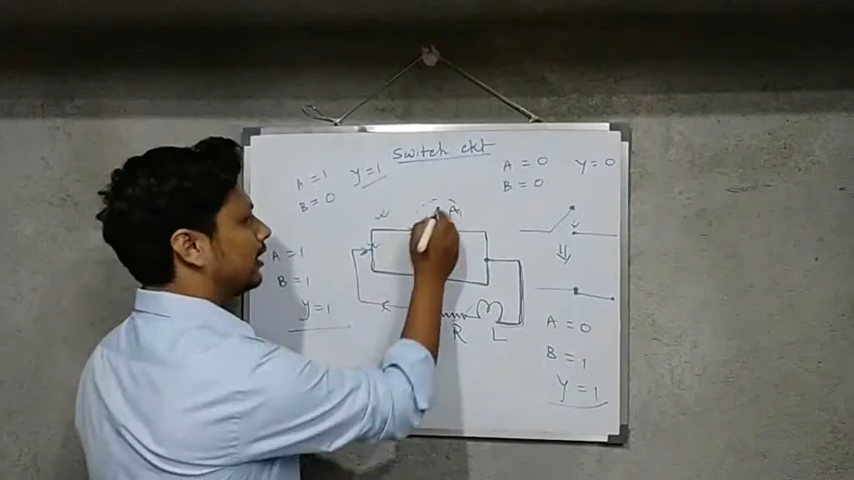 Switch ckt
A = 1 y = 1
B = 0
A = 0 y = 0
B = 0
A
A = 1
B = 1
y = 1
R L
A = 0
B = 1
y = 1